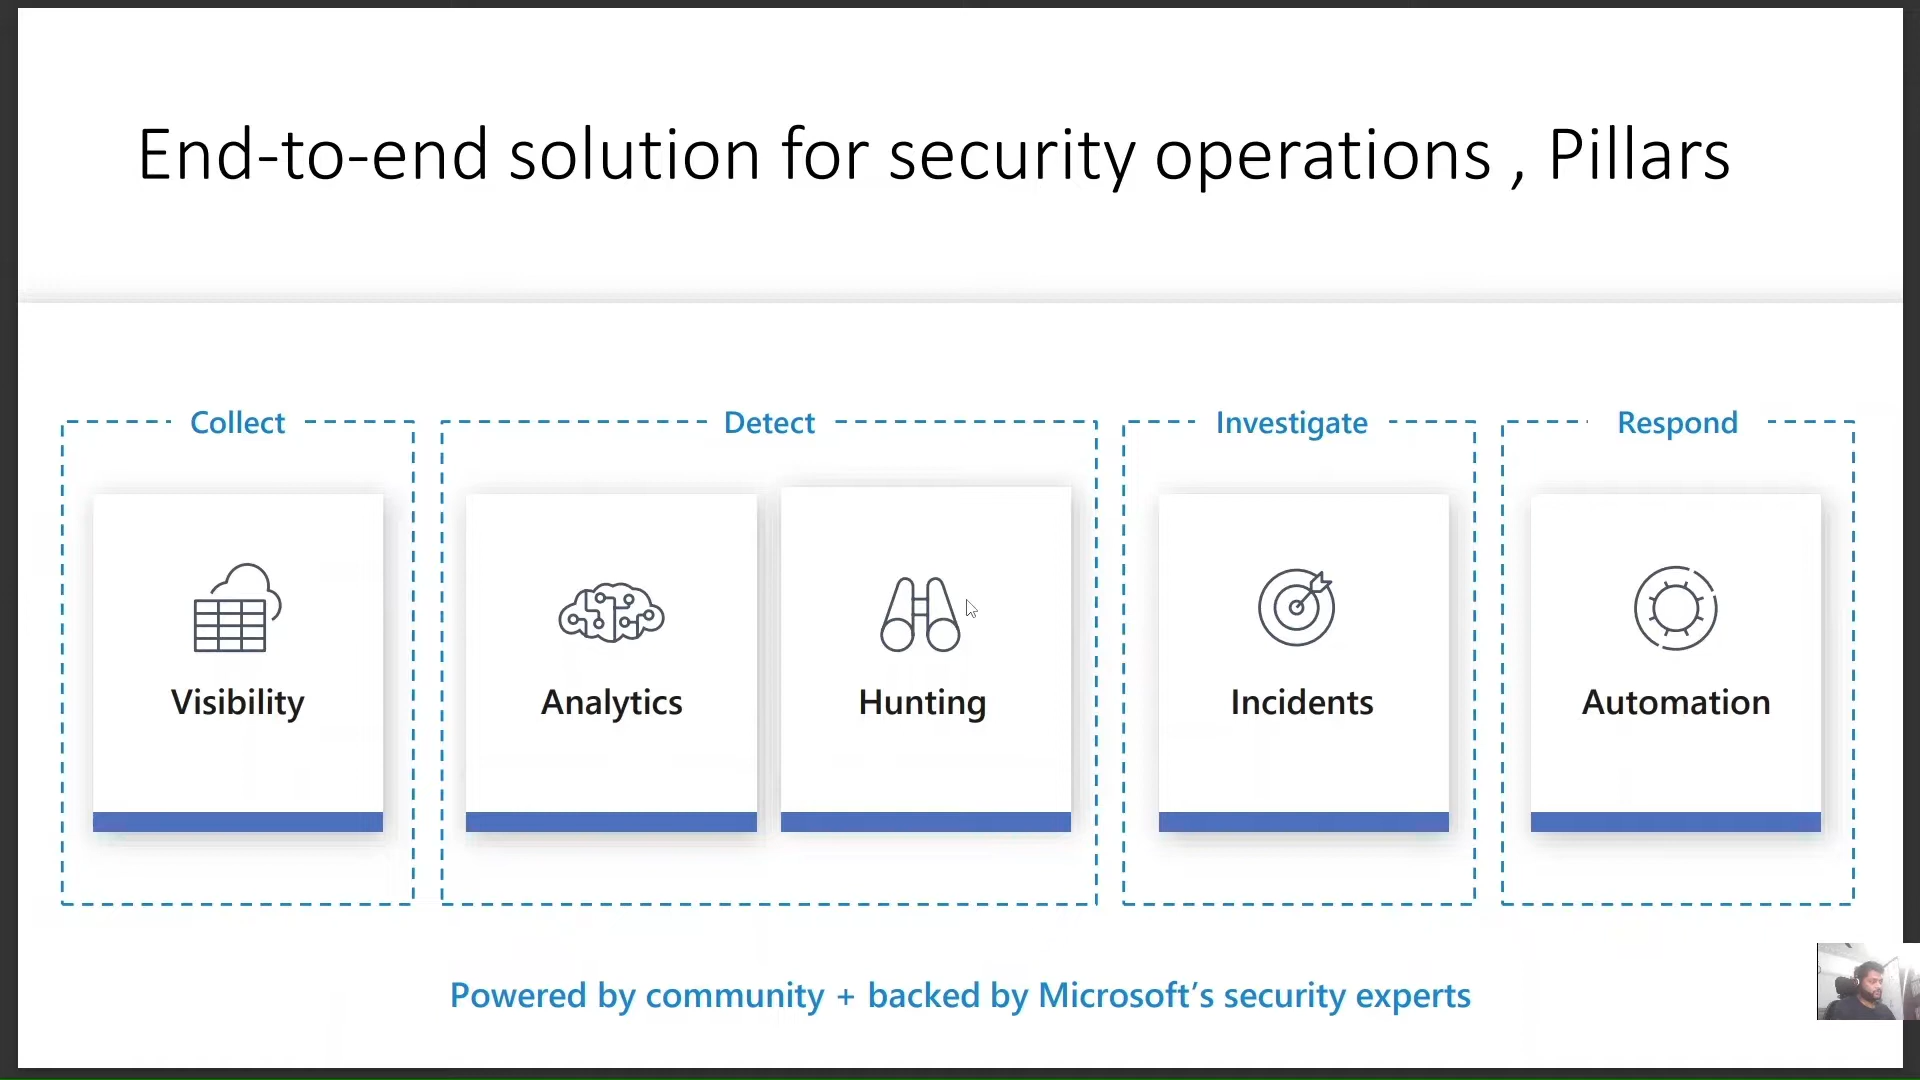 End-to-end solution for security operations , Pillars
Collect
Detect
Investigate
Respond
Visibility
Analytics
Hunting
Incidents
Automation
Powered by community + backed by Microsoft’s security experts